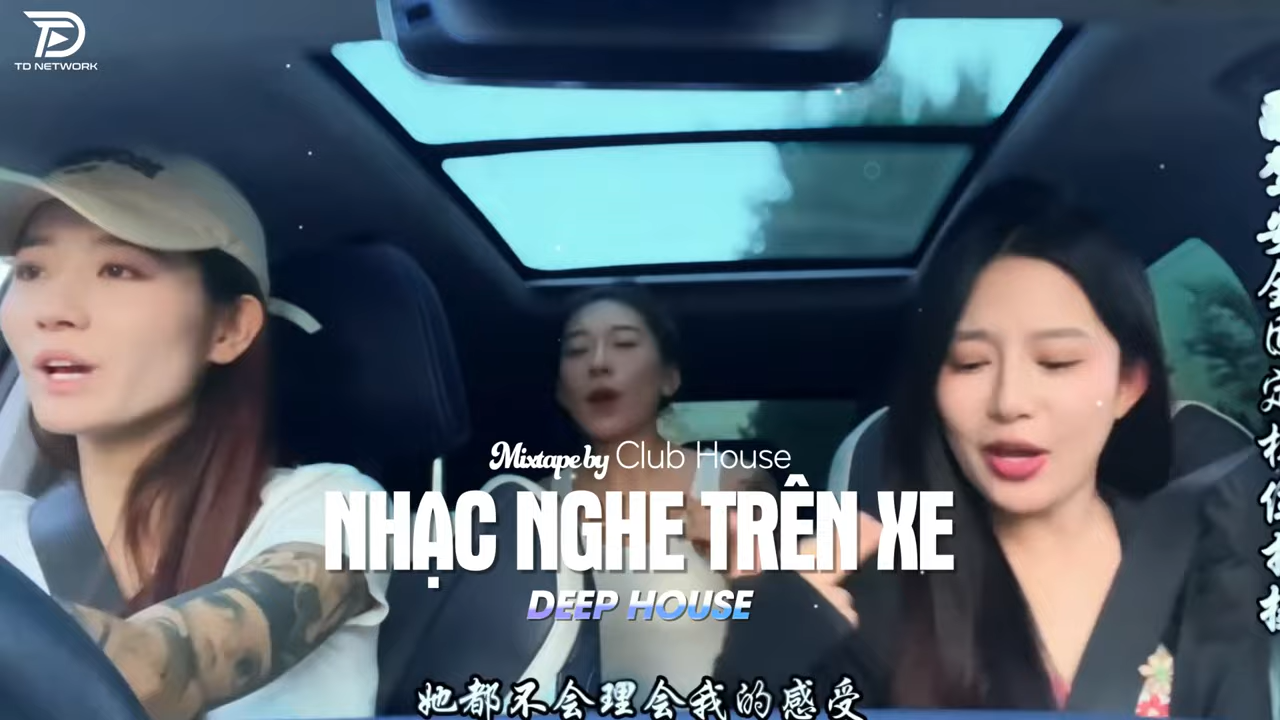 TD NETWORK
Mixtape by Club House
NHẠC NGHE TRÊN XE
DEEP HOUSE
她都不会理会我的感受